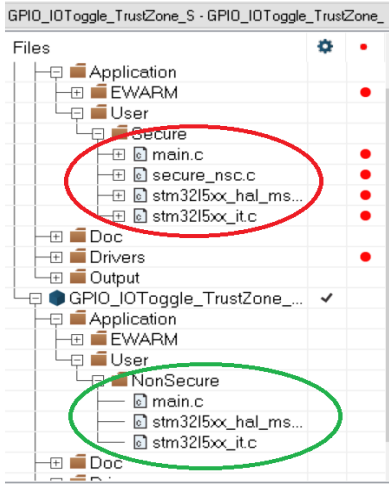 GPIO_IOToggle_TrustZone_S - GPIO_IOToggle_TrustZone_
Files
Application
EWARM
User
Secure
main.c
secure_nsc.c
stm32l5xx_hal_ms...
stm32l5xx_it.c
Doc
Drivers
Output
GPIO_IOToggle_TrustZone_...
Application
EWARM
User
NonSecure
main.c
stm32l5xx_hal_ms...
stm32l5xx_it.c
Doc